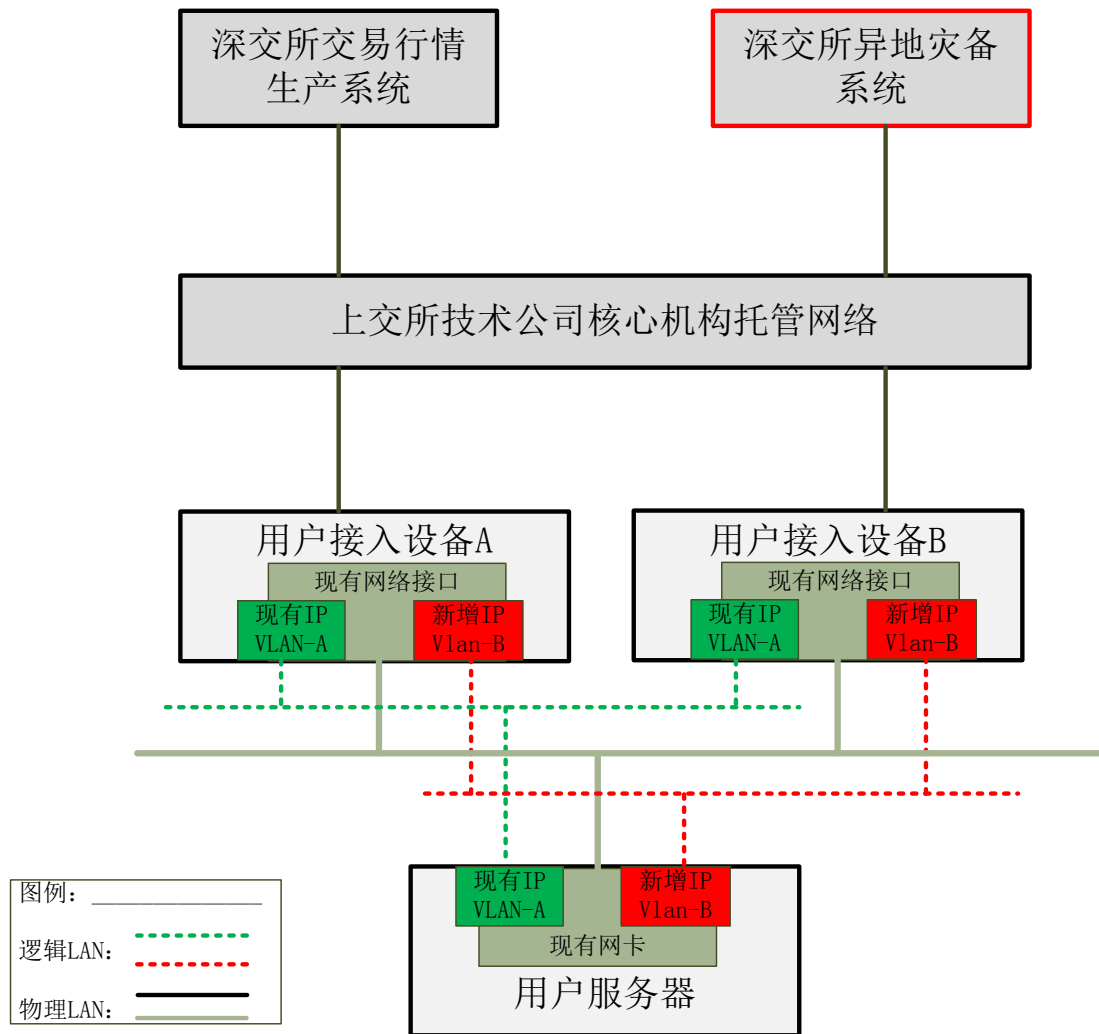 深交所交易行情
生产系统
深交所异地灾备
系统
上交所技术公司核心机构托管网络
用户接入设备A
现有网络接口
现有IP
VLAN-A
新增IP
Vlan-B
用户接入设备B
现有网络接口
现有IP
VLAN-A
新增IP
Vlan-B
现有IP
VLAN-A
新增IP
Vlan-B
现有网卡
用户服务器
图例：______________
逻辑LAN：
物理LAN：